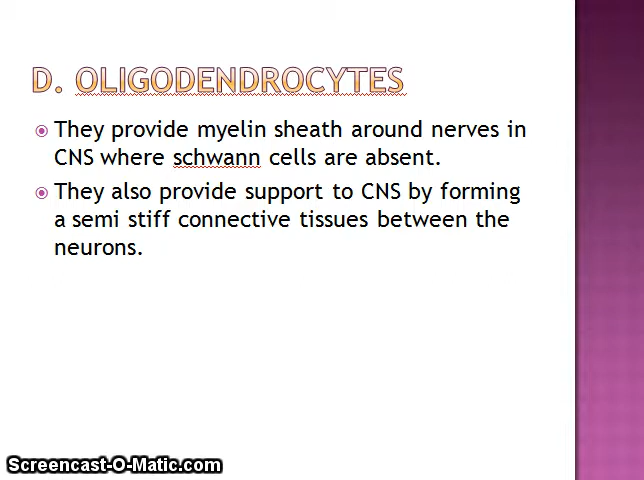 D. OLIGODENDROCYTES
They provide myelin sheath around nerves in
CNS where schwann cells are absent.
They also provide support to CNS by forming
a semi stiff connective tissues between the
neurons.
Screencast-O-Matic.com